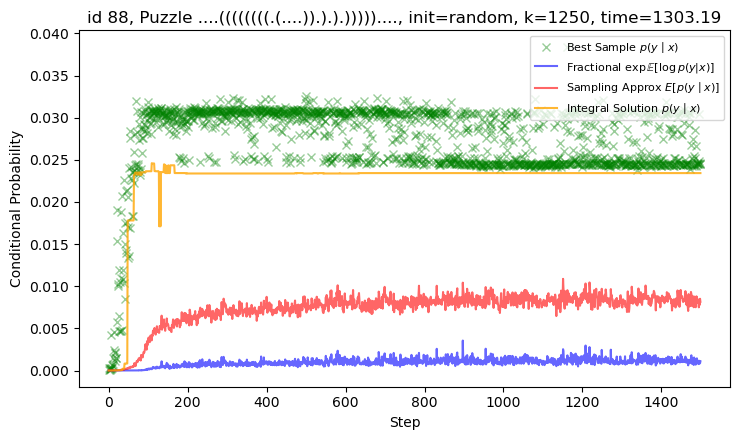 id 88, Puzzle ....((((((((.(....)).).).)))))...., init=random, k=1250, time=1303.19
Best Sample p(y | x)
Fractional exp𝔼[log p(y|x)]
Sampling Approx E[p(y | x)]
Integral Solution p(y | x)
Conditional Probability
0.040
0.035
0.030
0.025
0.020
0.015
0.010
0.005
0.000
0 200 400 600 800 1000 1200 1400
Step